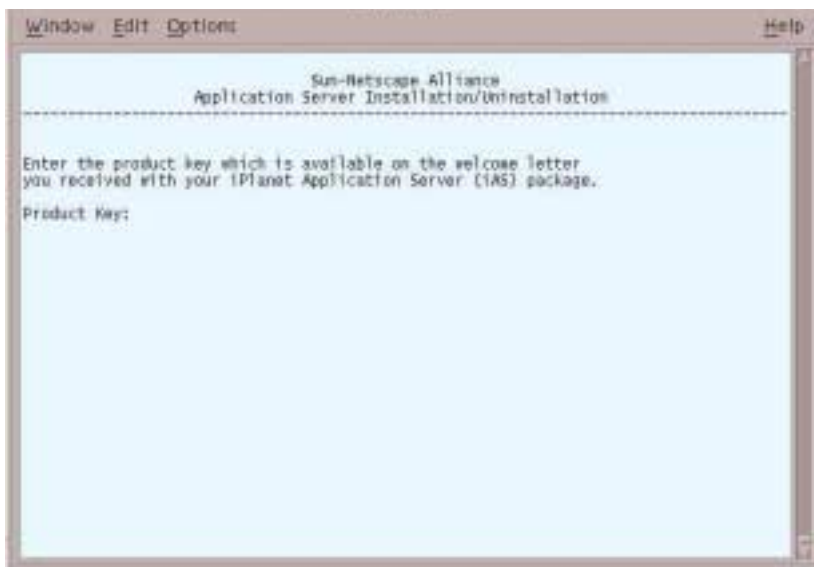 Window Edit Options Help
Sun-Netscape Alliance
Application Server Installation/Uninstallation
--------------------------------------------------------------------------------
Enter the product key which is available on the welcome letter
you received with your iPlanet Application Server (iAS) package.
Product Key: